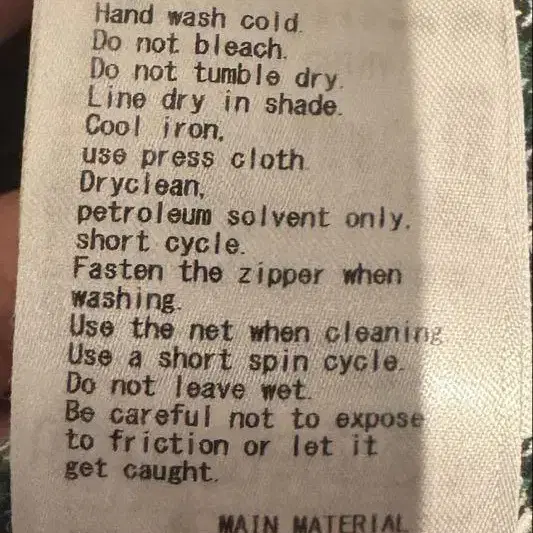 Hand wash cold.
Do not bleach.
Do not tumble dry.
Line dry in shade.
Cool iron,
use press cloth.
Dryclean,
petroleum solvent only,
short cycle.
Fasten the zipper when
washing.
Use the net when cleaning
Use a short spin cycle.
Do not leave wet.
Be careful not to expose
to friction or let it
get caught.
MAIN MATERIAL